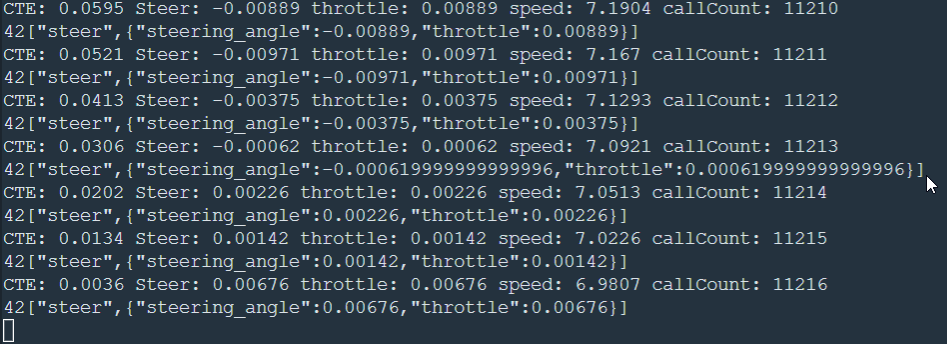 CTE: 0.0595 Steer: -0.00889 throttle: 0.00889 speed: 7.1904 callCount: 11210
42["steer",{"steering_angle":-0.00889,"throttle":0.00889}]
CTE: 0.0521 Steer: -0.00971 throttle: 0.00971 speed: 7.167 callCount: 11211
42["steer",{"steering_angle":-0.00971,"throttle":0.00971}]
CTE: 0.0413 Steer: -0.00375 throttle: 0.00375 speed: 7.1293 callCount: 11212
42["steer",{"steering_angle":-0.00375,"throttle":0.00375}]
CTE: 0.0306 Steer: -0.00062 throttle: 0.00062 speed: 7.0921 callCount: 11213
42["steer",{"steering_angle":-0.000619999999999996,"throttle":0.000619999999999996}]
CTE: 0.0202 Steer: 0.00226 throttle: 0.00226 speed: 7.0513 callCount: 11214
42["steer",{"steering_angle":0.00226,"throttle":0.00226}]
CTE: 0.0134 Steer: 0.00142 throttle: 0.00142 speed: 7.0226 callCount: 11215
42["steer",{"steering_angle":0.00142,"throttle":0.00142}]
CTE: 0.0036 Steer: 0.00676 throttle: 0.00676 speed: 6.9807 callCount: 11216
42["steer",{"steering_angle":0.00676,"throttle":0.00676}]